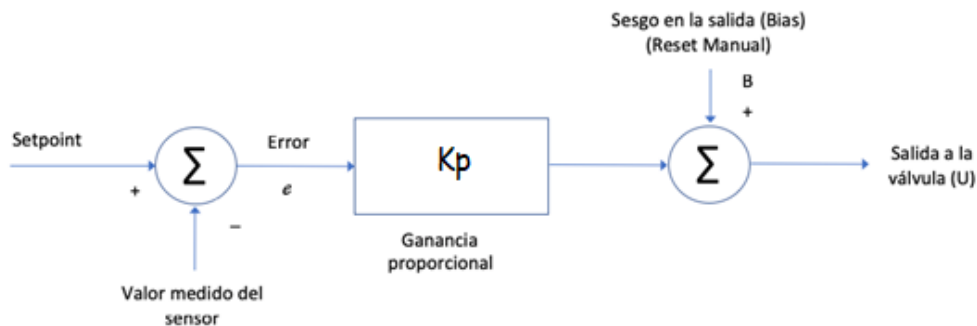 Sesgo en la salida (Bias)
(Reset Manual)
B
+
Setpoint
Error
Σ
Kp
Σ
Salida a la
válvula (U)
+
e
−
Ganancia
proporcional
Valor medido del
sensor